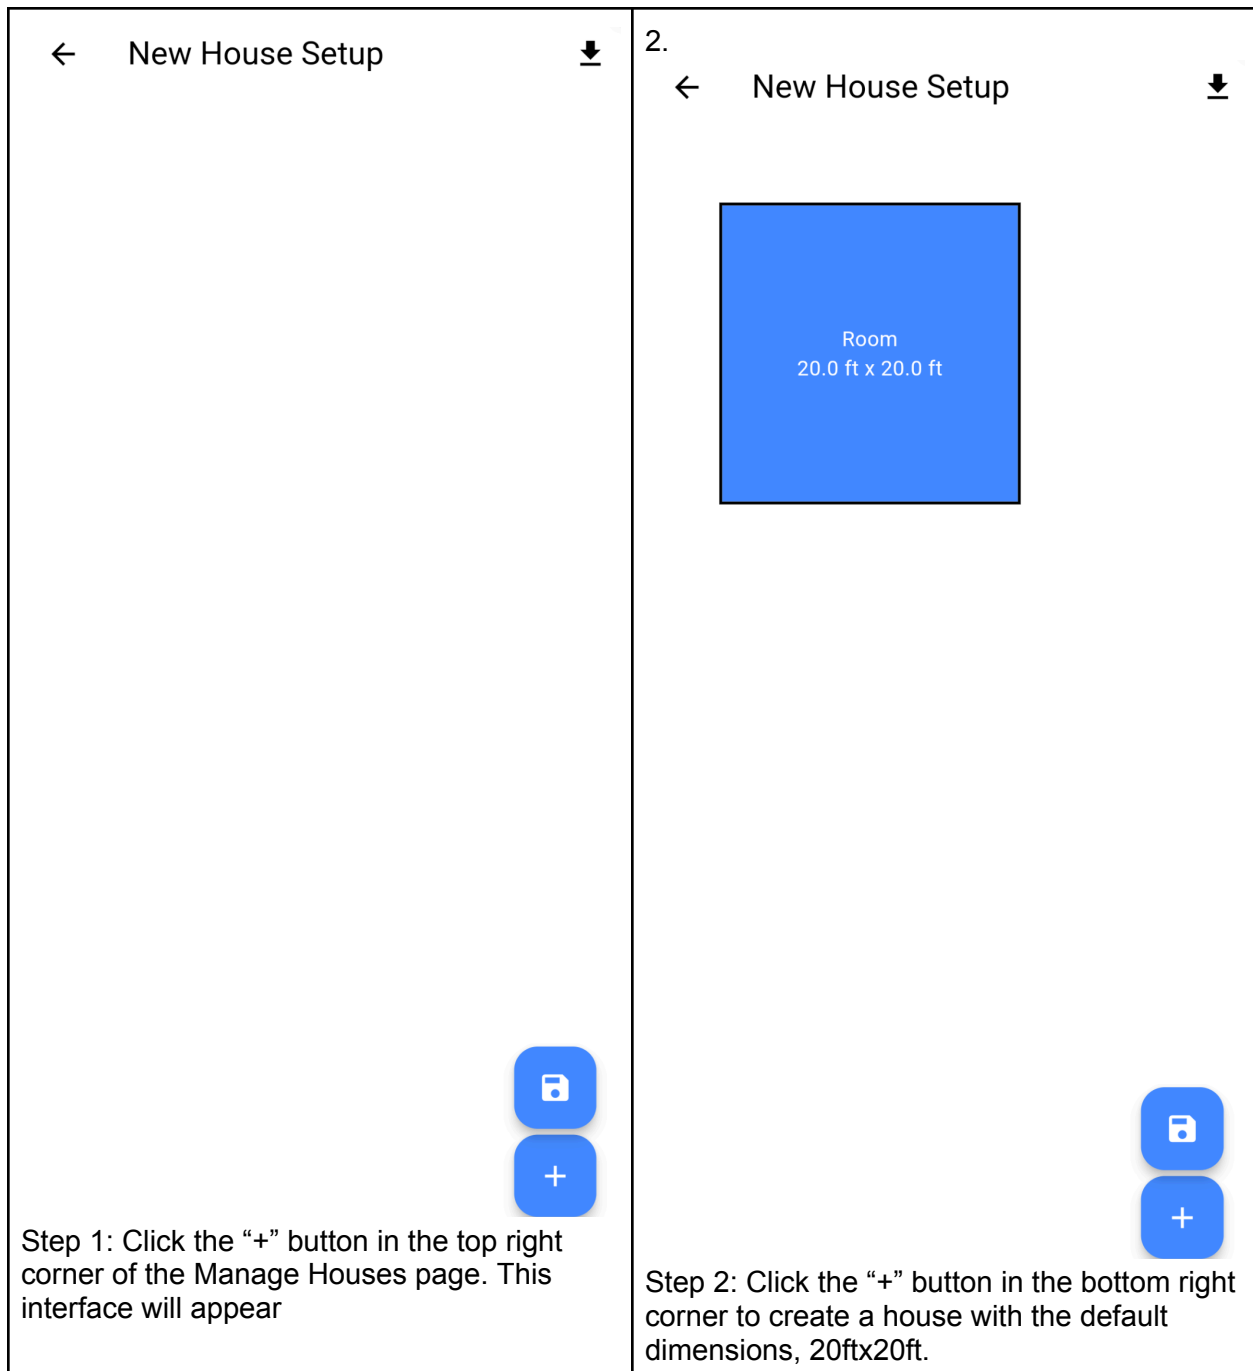 New House Setup
Step 1: Click the “+” button in the top right
corner of the Manage Houses page. This
interface will appear
2.
New House Setup
Room
20.0 ft x 20.0 ft
Step 2: Click the “+” button in the bottom right
corner to create a house with the default
dimensions, 20ftx20ft.